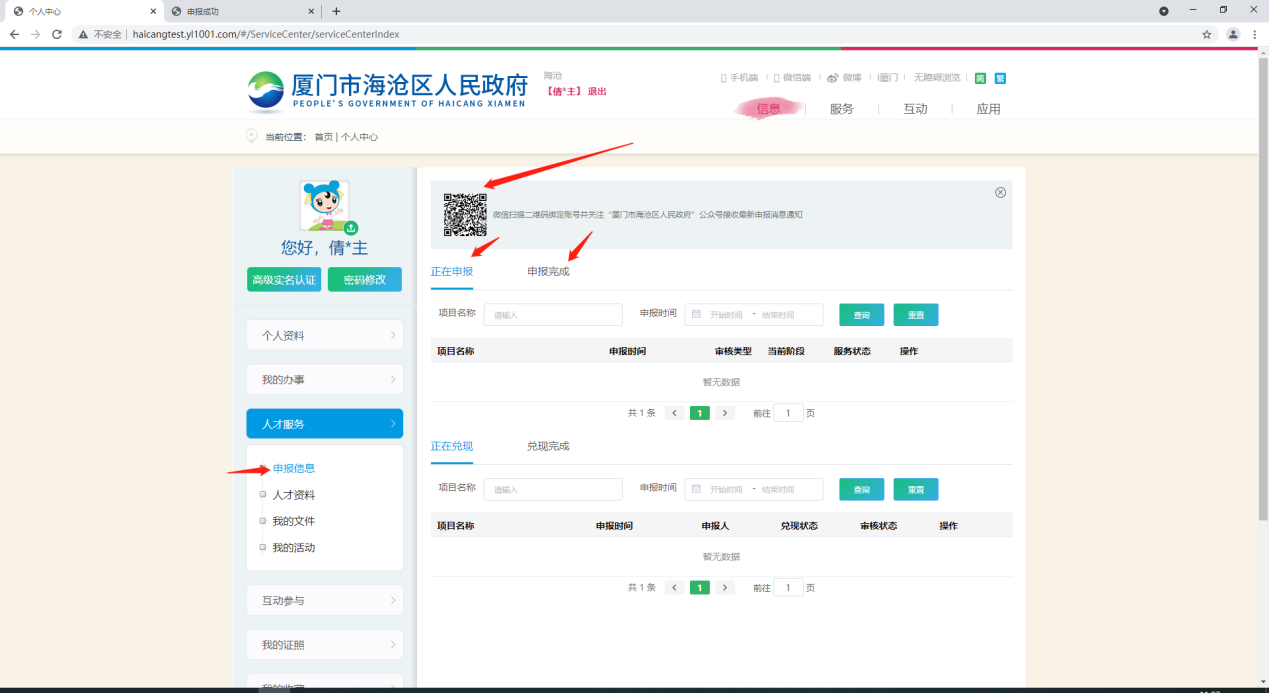 个人中心
申报成功
不安全 | haicangtest.yl1001.com/#/ServiceCenter/serviceCenterIndex
厦门市海沧区人民政府
PEOPLE'S GOVERNMENT OF HAICANG XIAMEN
海沧
【倩*主】 退出
手机端 | 微信端 | 微博 | i厦门 | 无障碍浏览 | 简 繁
信息 | 服务 | 互动 | 应用
当前位置： 首页 | 个人中心
您好，倩*主
高级实名认证 密码修改
个人资料
我的办事
人才服务
申报信息
人才资料
我的文件
我的活动
互动参与
我的证照
微信扫描二维码绑定账号并关注“厦门市海沧区人民政府”公众号接收最新申报消息通知
正在申报 申报完成
项目名称 请输入 申报时间 开始时间 - 结束时间 查询 重置
项目名称 申报时间 审核类型 当前阶段 服务状态 操作
暂无数据
共 1 条 < 1 > 前往 1 页
正在兑现 兑现完成
项目名称 请输入 申报时间 开始时间 - 结束时间 查询 重置
项目名称 申报时间 申报人 兑现状态 审核状态 操作
暂无数据
共 1 条 < 1 > 前往 1 页